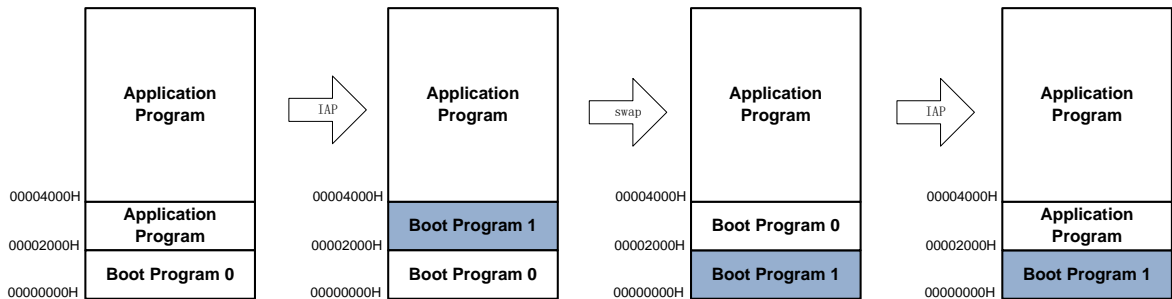 Application
Program
00004000H
Application
Program
00002000H
Boot Program 0
00000000H
IAP
Application
Program
00004000H
Boot Program 1
00002000H
Boot Program 0
00000000H
swap
Application
Program
00004000H
Boot Program 0
00002000H
Boot Program 1
00000000H
IAP
Application
Program
00004000H
Application
Program
00002000H
Boot Program 1
00000000H